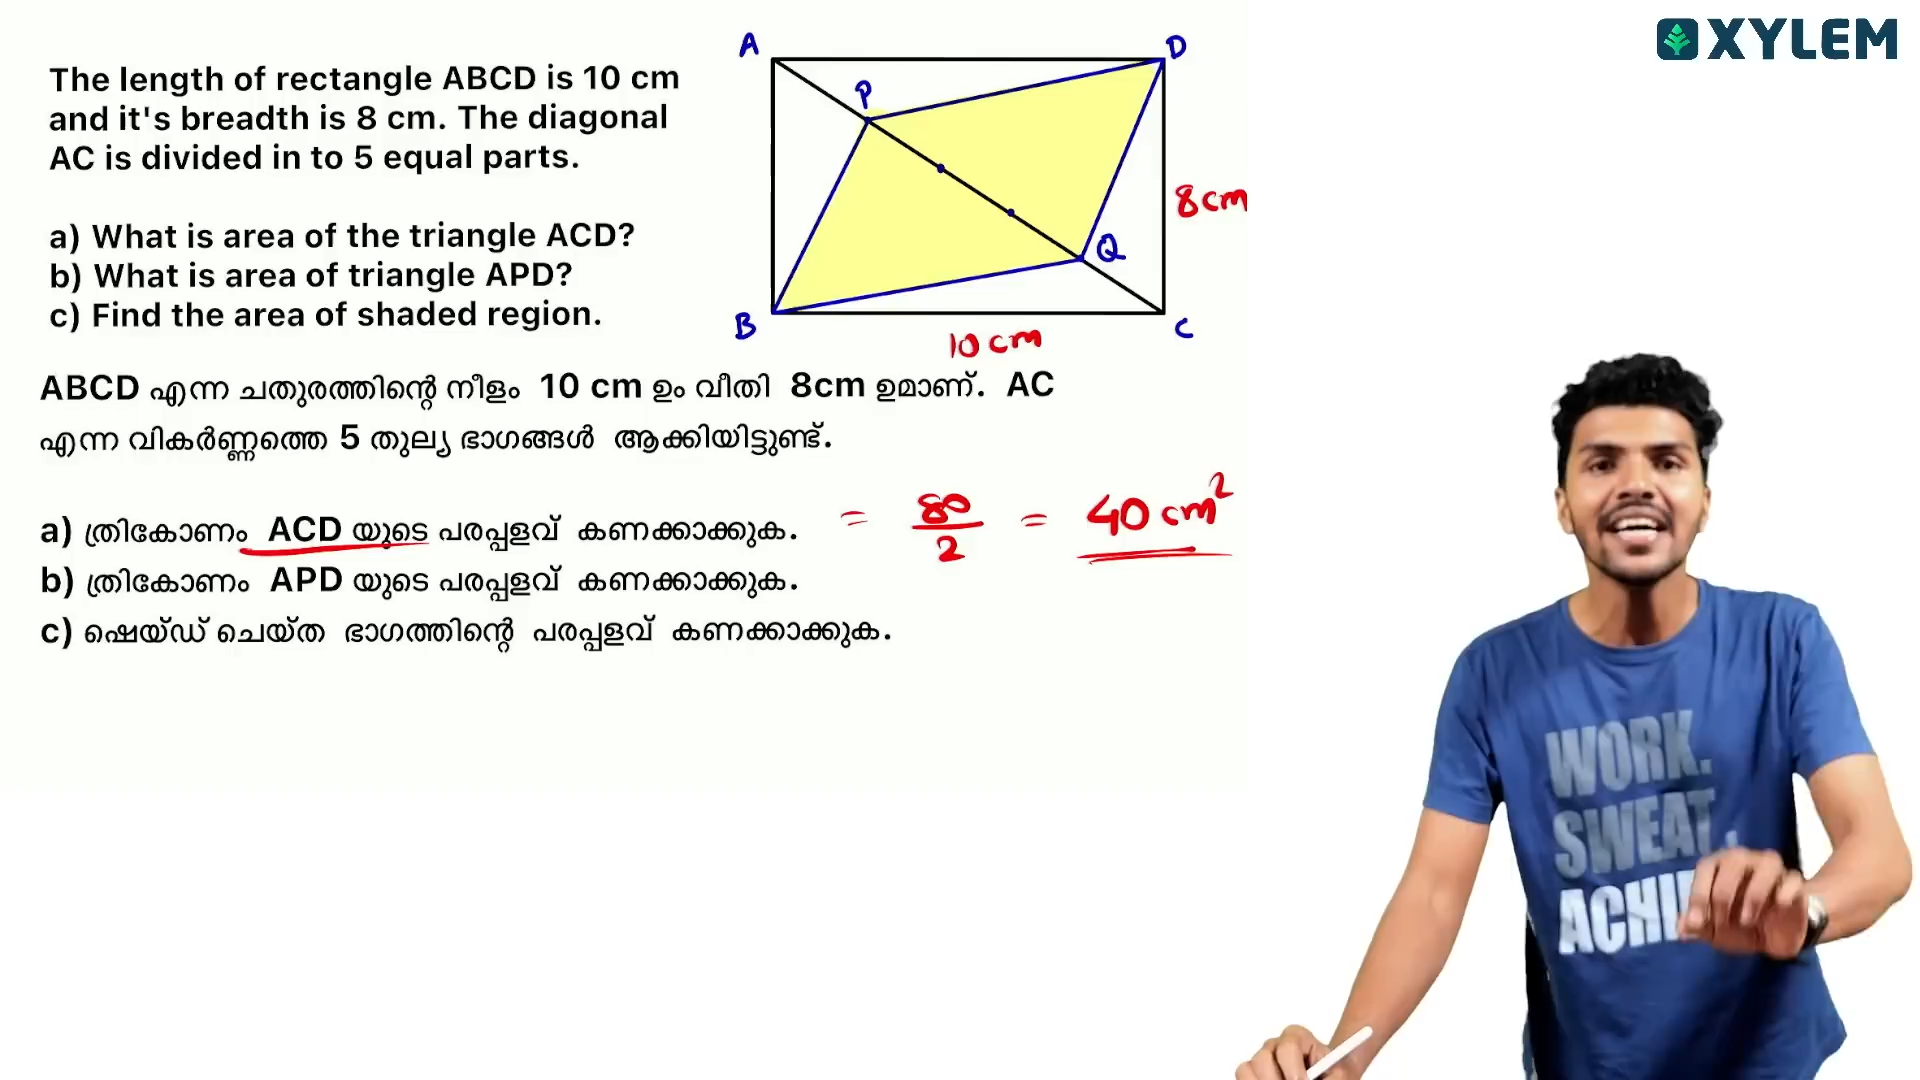 XYLEM
The length of rectangle ABCD is 10 cm
and it's breadth is 8 cm. The diagonal
AC is divided in to 5 equal parts.
a) What is area of the triangle ACD?
b) What is area of triangle APD?
c) Find the area of shaded region.
A
D
P
8cm
Q
B
C
10 cm
ABCD എന്ന ചതുരത്തിന്റെ നീളം 10 cm ഉം വീതി 8cm ഉമാണ്. AC
എന്ന വികർണ്ണത്തെ 5 തുല്യ ഭാഗങ്ങൾ ആക്കിയിട്ടുണ്ട്.
a) ത്രികോണം ACD യുടെ പരപ്പളവ് കണക്കാക്കുക. = 80/2 = 40 cm²
b) ത്രികോണം APD യുടെ പരപ്പളവ് കണക്കാക്കുക.
c) ഷെയ്ഡ് ചെയ്ത ഭാഗത്തിന്റെ പരപ്പളവ് കണക്കാക്കുക.
WORK.
SWEAT.